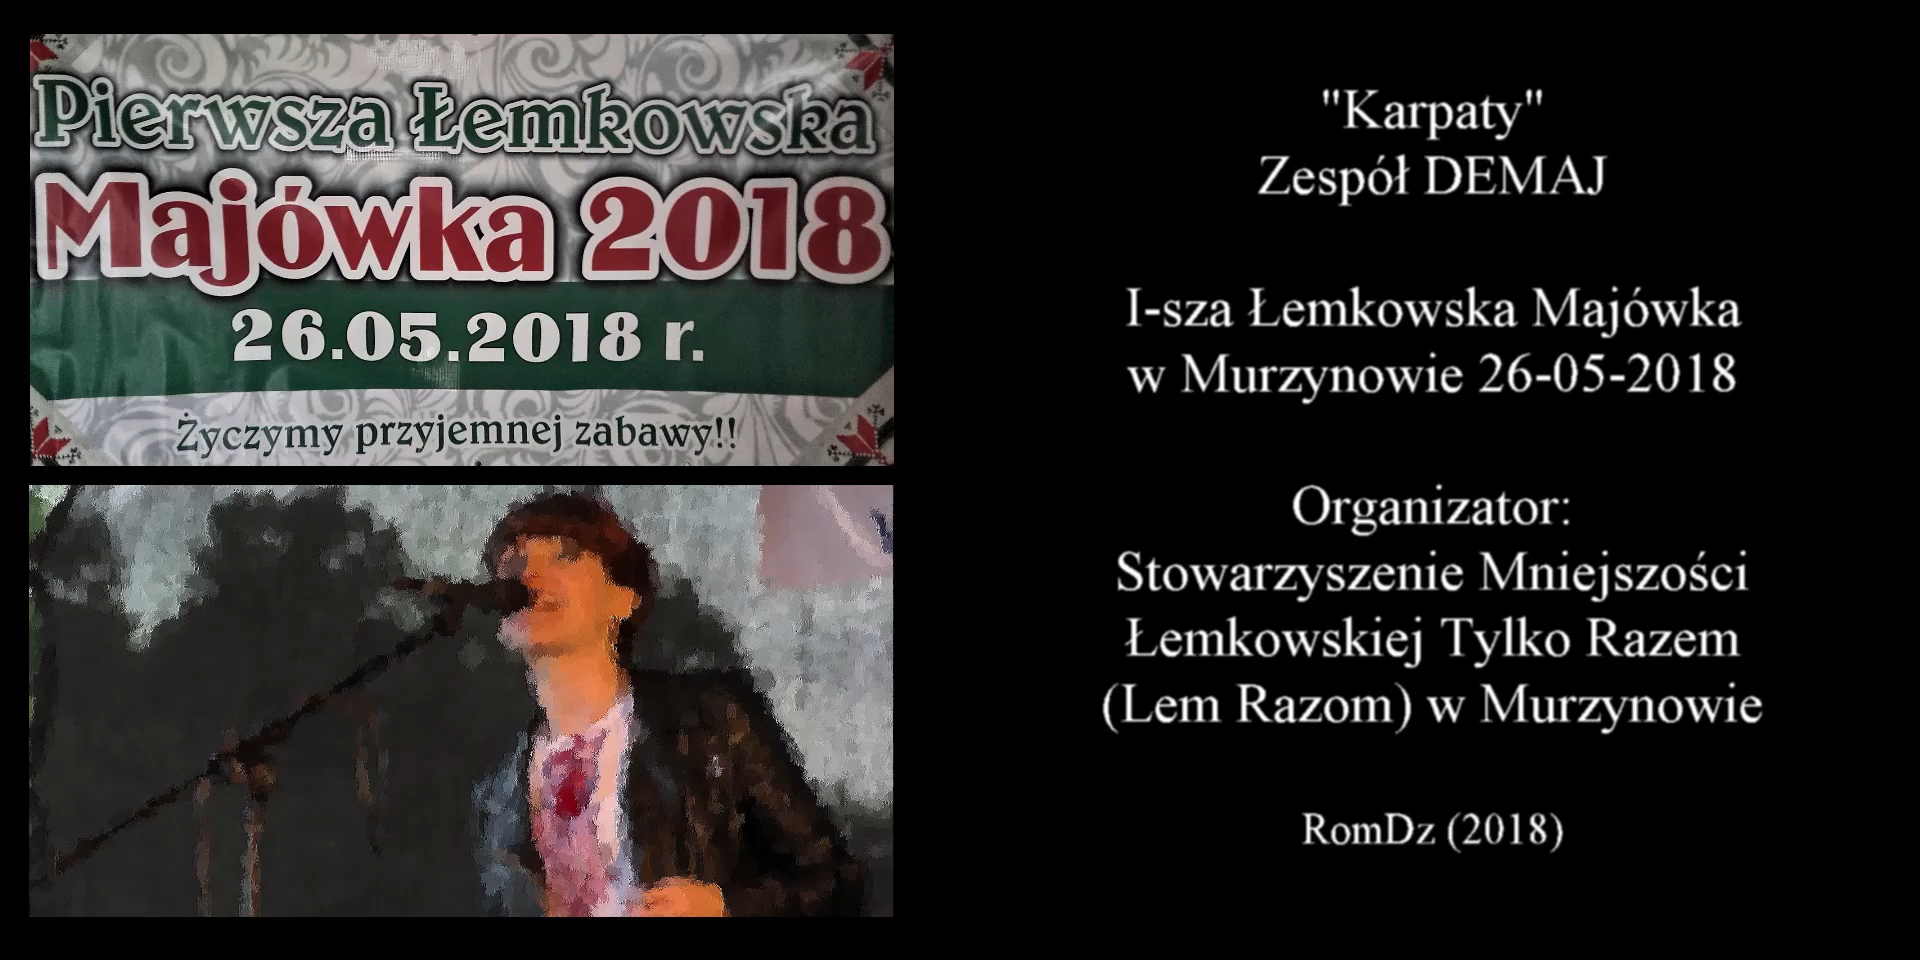 Pierwsza Łemkowska
Majówka 2018
26.05.2018 r.
Życzymy przyjemnej zabawy!!
"Karpaty"
Zespół DEMAJ
I-sza Łemkowska Majówka
w Murzynowie 26-05-2018
Organizator:
Stowarzyszenie Mniejszości
Łemkowskiej Tylko Razem
(Lem Razom) w Murzynowie
RomDz (2018)